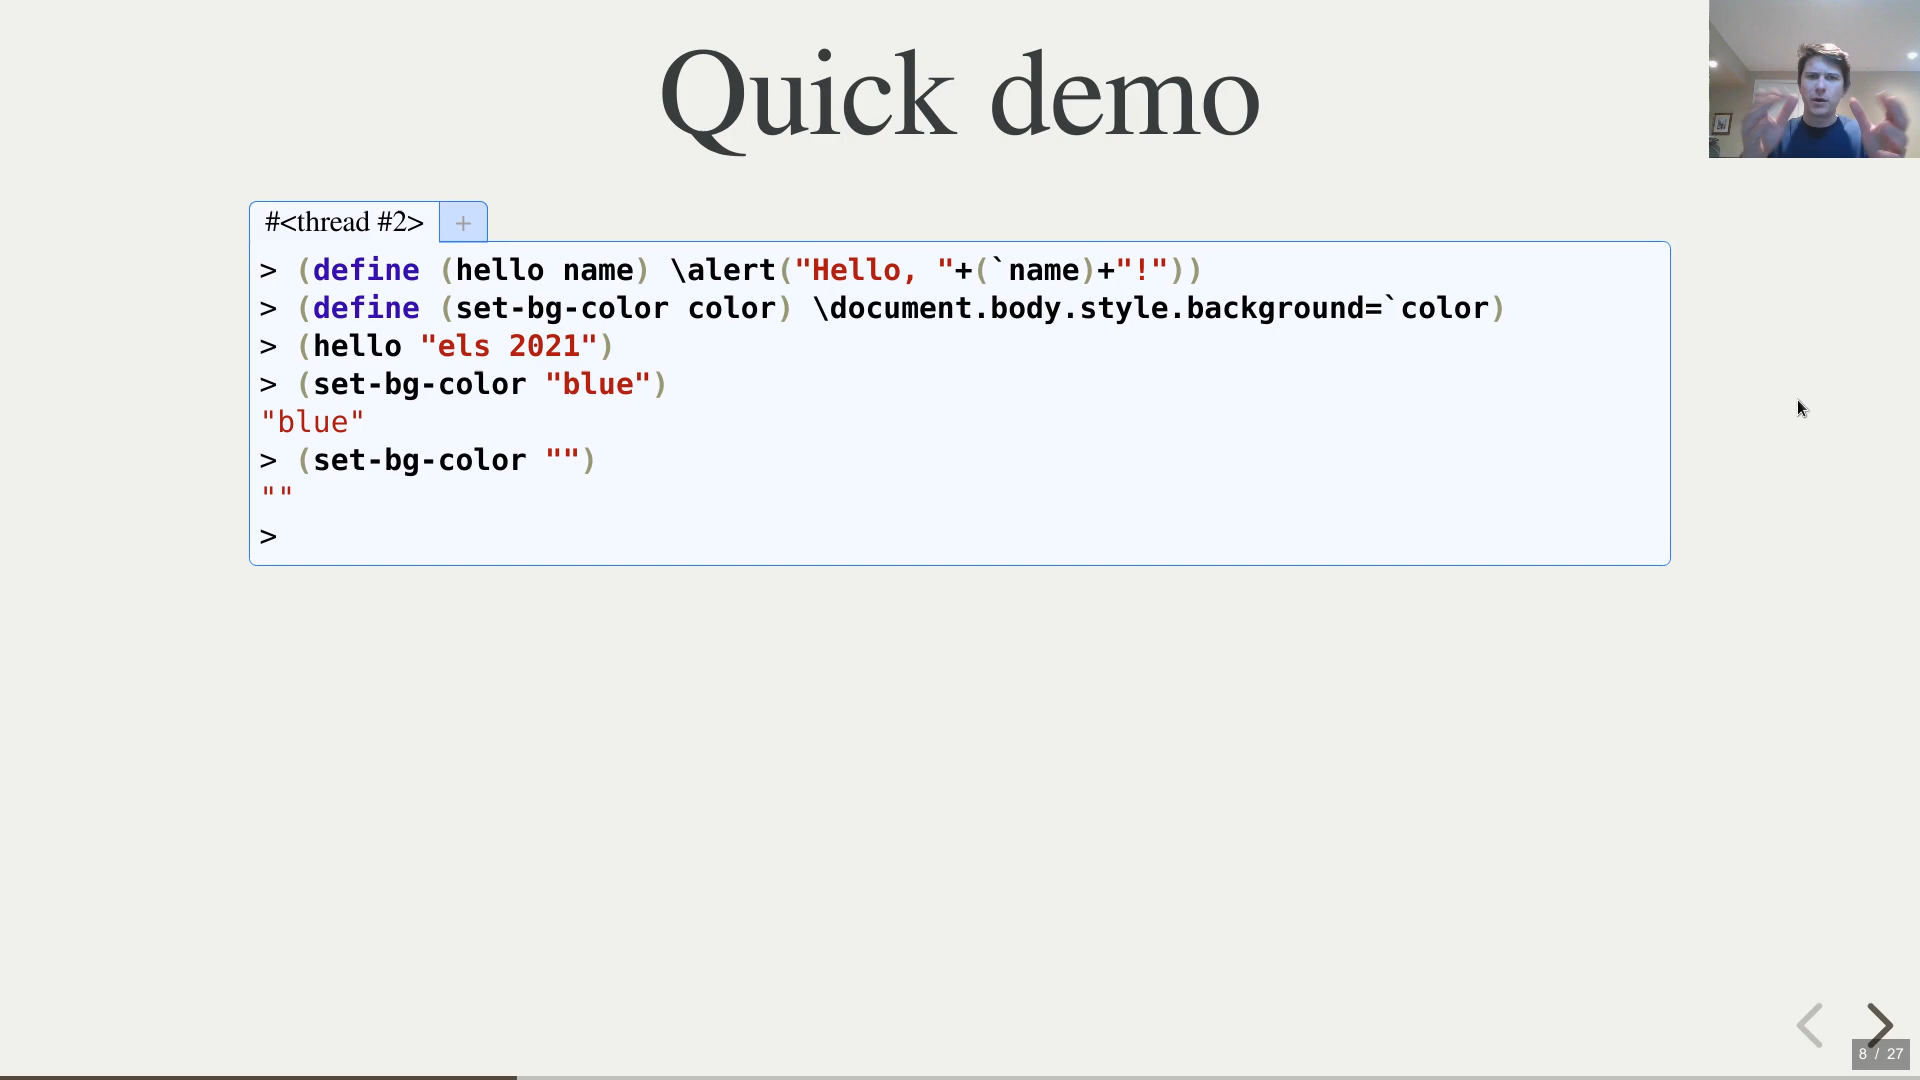 Quick demo
#<thread #2> +
> (define (hello name) \alert("Hello, "+(`name)+"!"))
> (define (set-bg-color color) \document.body.style.background=`color)
> (hello "els 2021")
> (set-bg-color "blue")
"blue"
> (set-bg-color "")
""
>
8 / 27